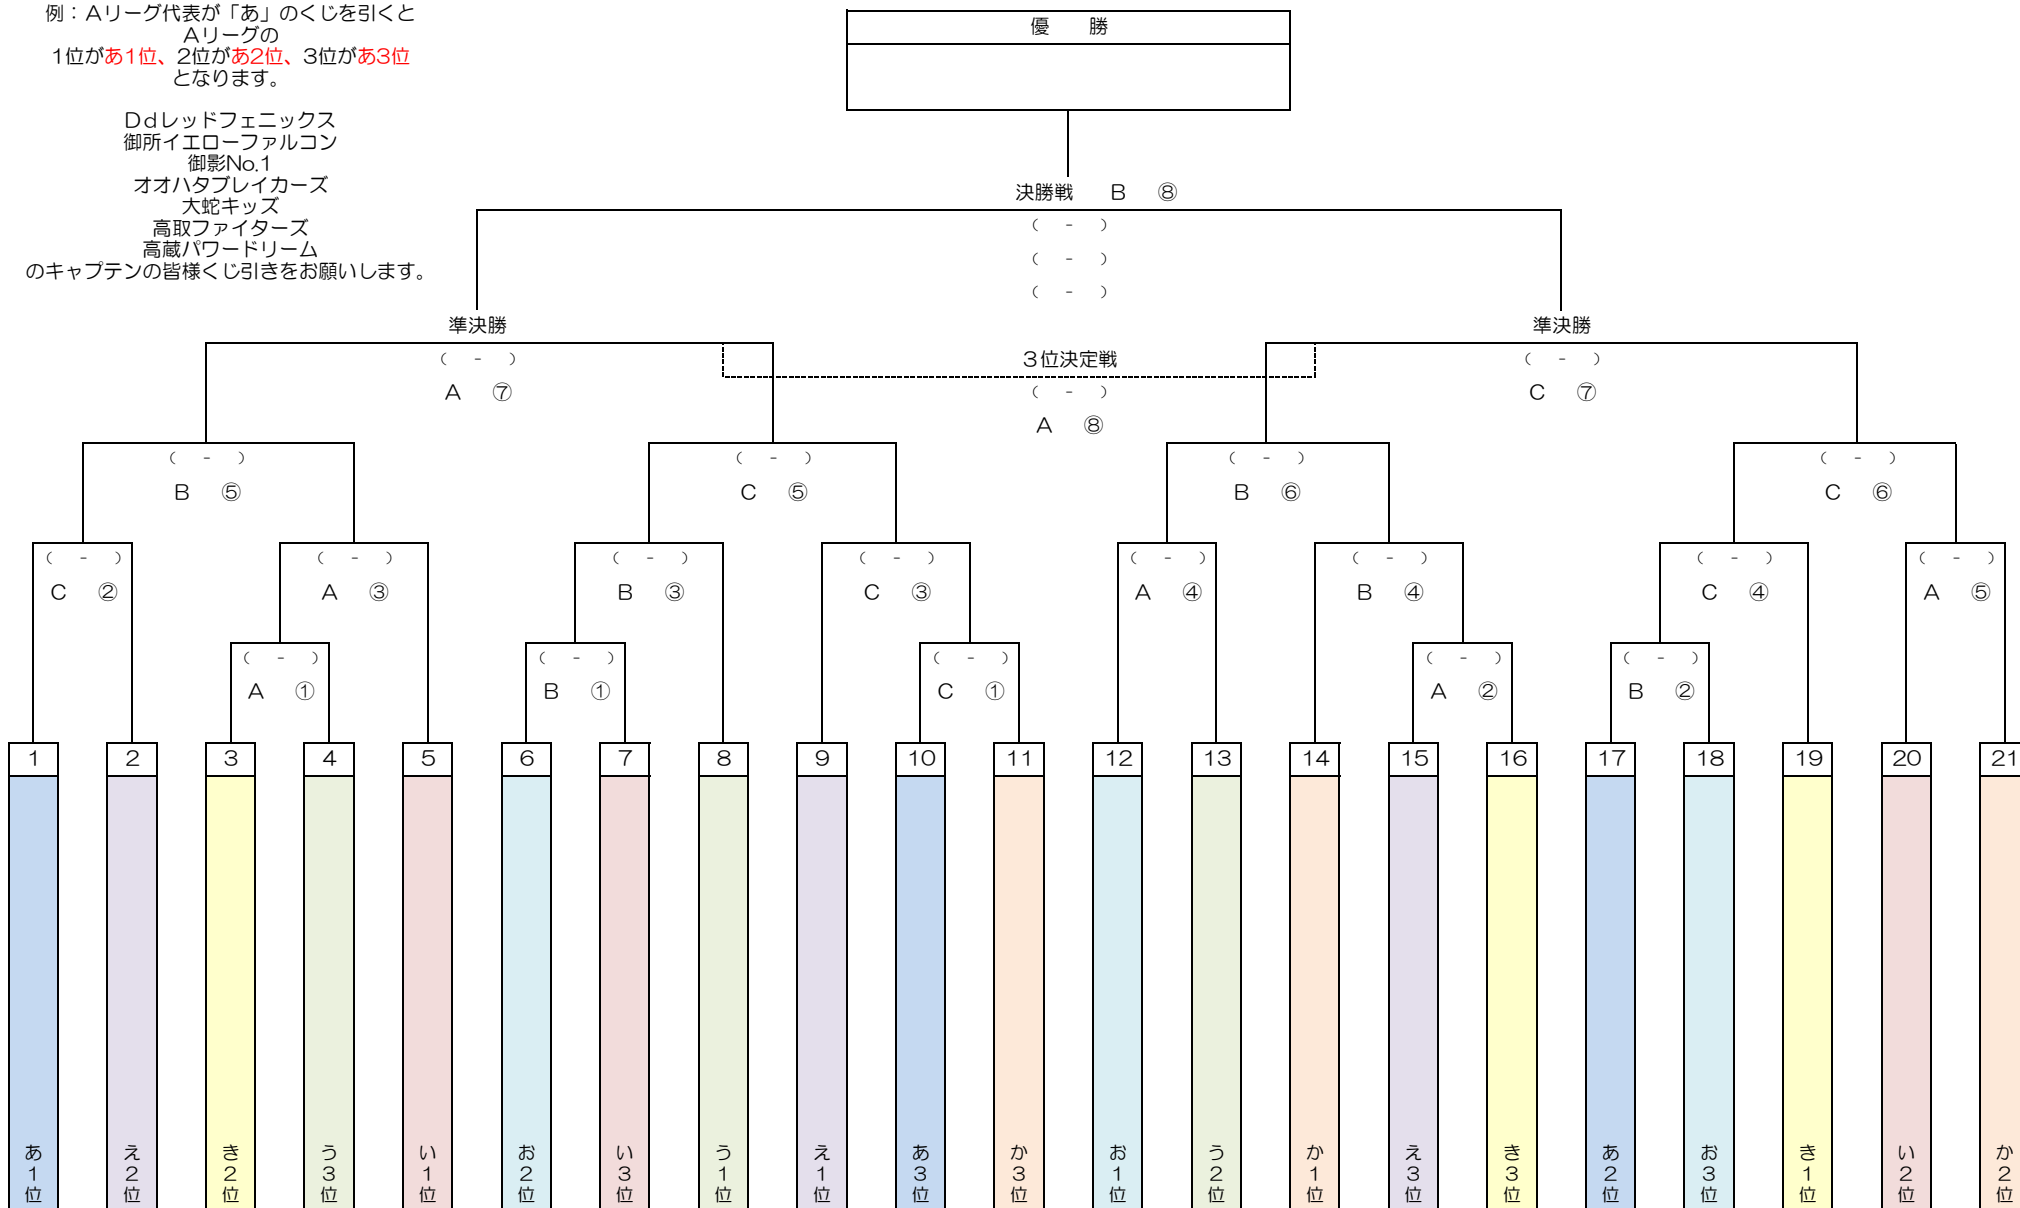 例：Aリーグ代表が「あ」のくじを引くと
Aリーグの
1位があ1位、2位があ2位、3位があ3位
となります。
Ddレッドフェニックス
御所イエローファルコン
御影No.1
オオハタブレイカーズ
大蛇キッズ
高取ファイターズ
高蔵パワードリーム
のキャプテンの皆様くじ引きをお願いします。
優　勝
決勝戦　B　⑧
（　-　）
（　-　）
（　-　）
準決勝　準決勝
（　-　）　3位決定戦　（　-　）
A　⑦　（　-　）　C　⑦
A　⑧
（　-　）　（　-　）　（　-　）　（　-　）
B　⑤　C　⑤　B　⑥　C　⑥
（　-　）　（　-　）　（　-　）　（　-　）　（　-　）　（　-　）　（　-　）　（　-　）
C　②　A　③　B　③　C　③　A　④　B　④　C　④　A　⑤
（　-　）　（　-　）　（　-　）　（　-　）　（　-　）
A　①　B　①　C　①　A　②　B　②
1　2　3　4　5　6　7　8　9　10　11　12　13　14　15　16　17　18　19　20　21
あ1位　え2位　き2位　う3位　い1位　お2位　い3位　う1位　え1位　あ3位　か3位　お1位　う2位　か1位　え3位　き3位　あ2位　お3位　き1位　い2位　か2位